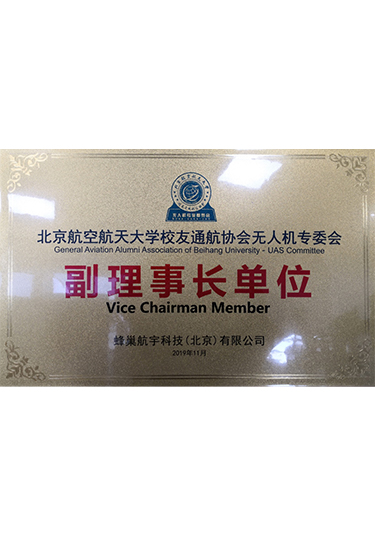 北京航空航天大学校友通航协会无人机专委会
General Aviation Alumni Association of Beihang University - UAS Committee
副理事长单位
Vice Chairman Member
蜂巢航宇科技(北京)有限公司
2019年11月